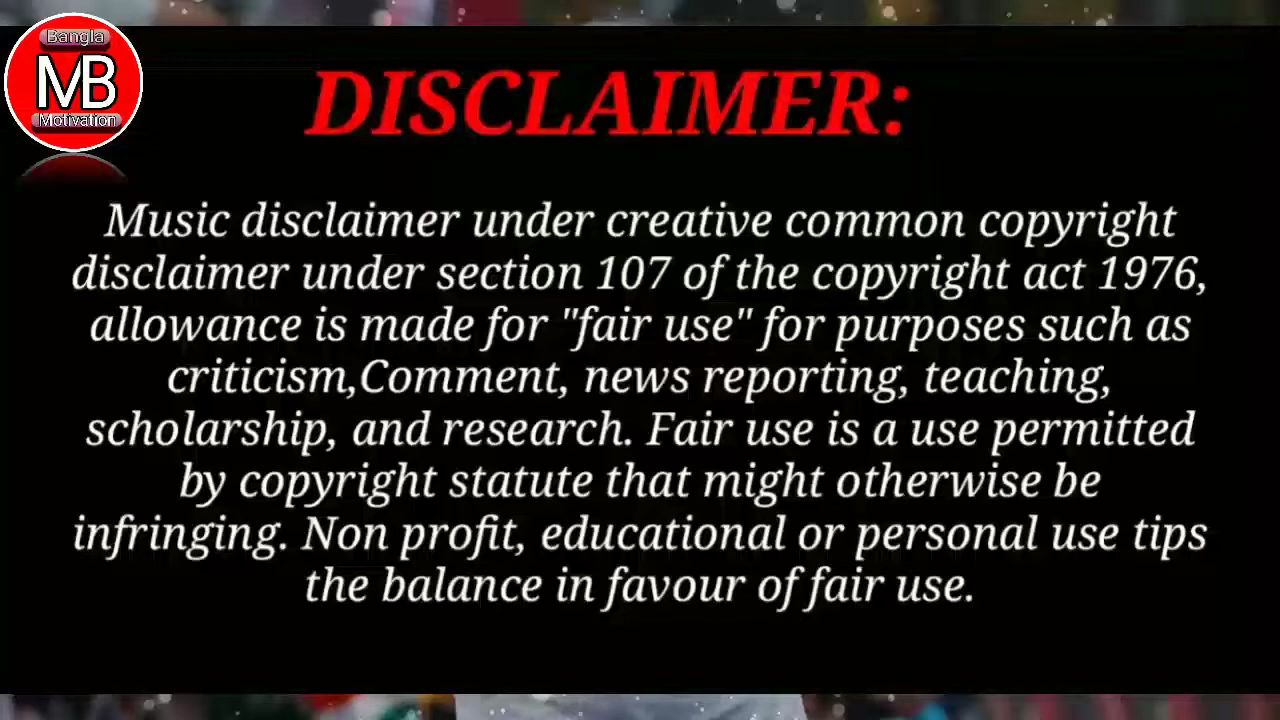 Bangla
MB
Motivation
DISCLAIMER:
Music disclaimer under creative common copyright
disclaimer under section 107 of the copyright act 1976,
allowance is made for "fair use" for purposes such as
criticism,Comment, news reporting, teaching,
scholarship, and research. Fair use is a use permitted
by copyright statute that might otherwise be
infringing. Non profit, educational or personal use tips
the balance in favour of fair use.